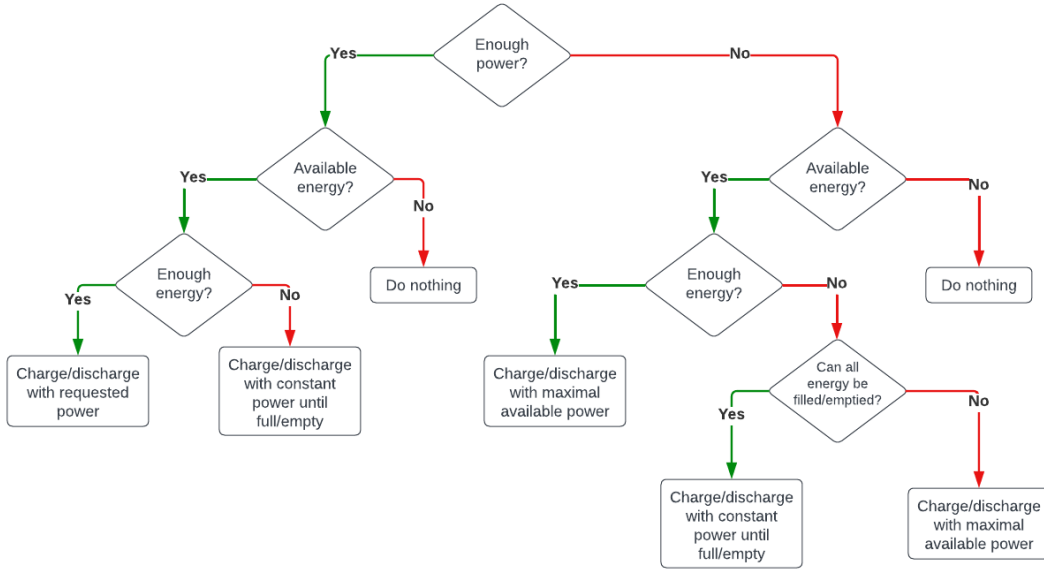 Enough
power?
Yes
No
Available
energy?
Available
energy?
Yes
No
Yes
No
Enough
energy?
Do nothing
Enough
energy?
Do nothing
Yes
No
Yes
No
Charge/discharge
with requested
power
Charge/discharge
with constant
power until
full/empty
Charge/discharge
with maximal
available power
Can all
energy be
filled/emptied?
Yes
No
Charge/discharge
with constant
power until
full/empty
Charge/discharge
with maximal
available power